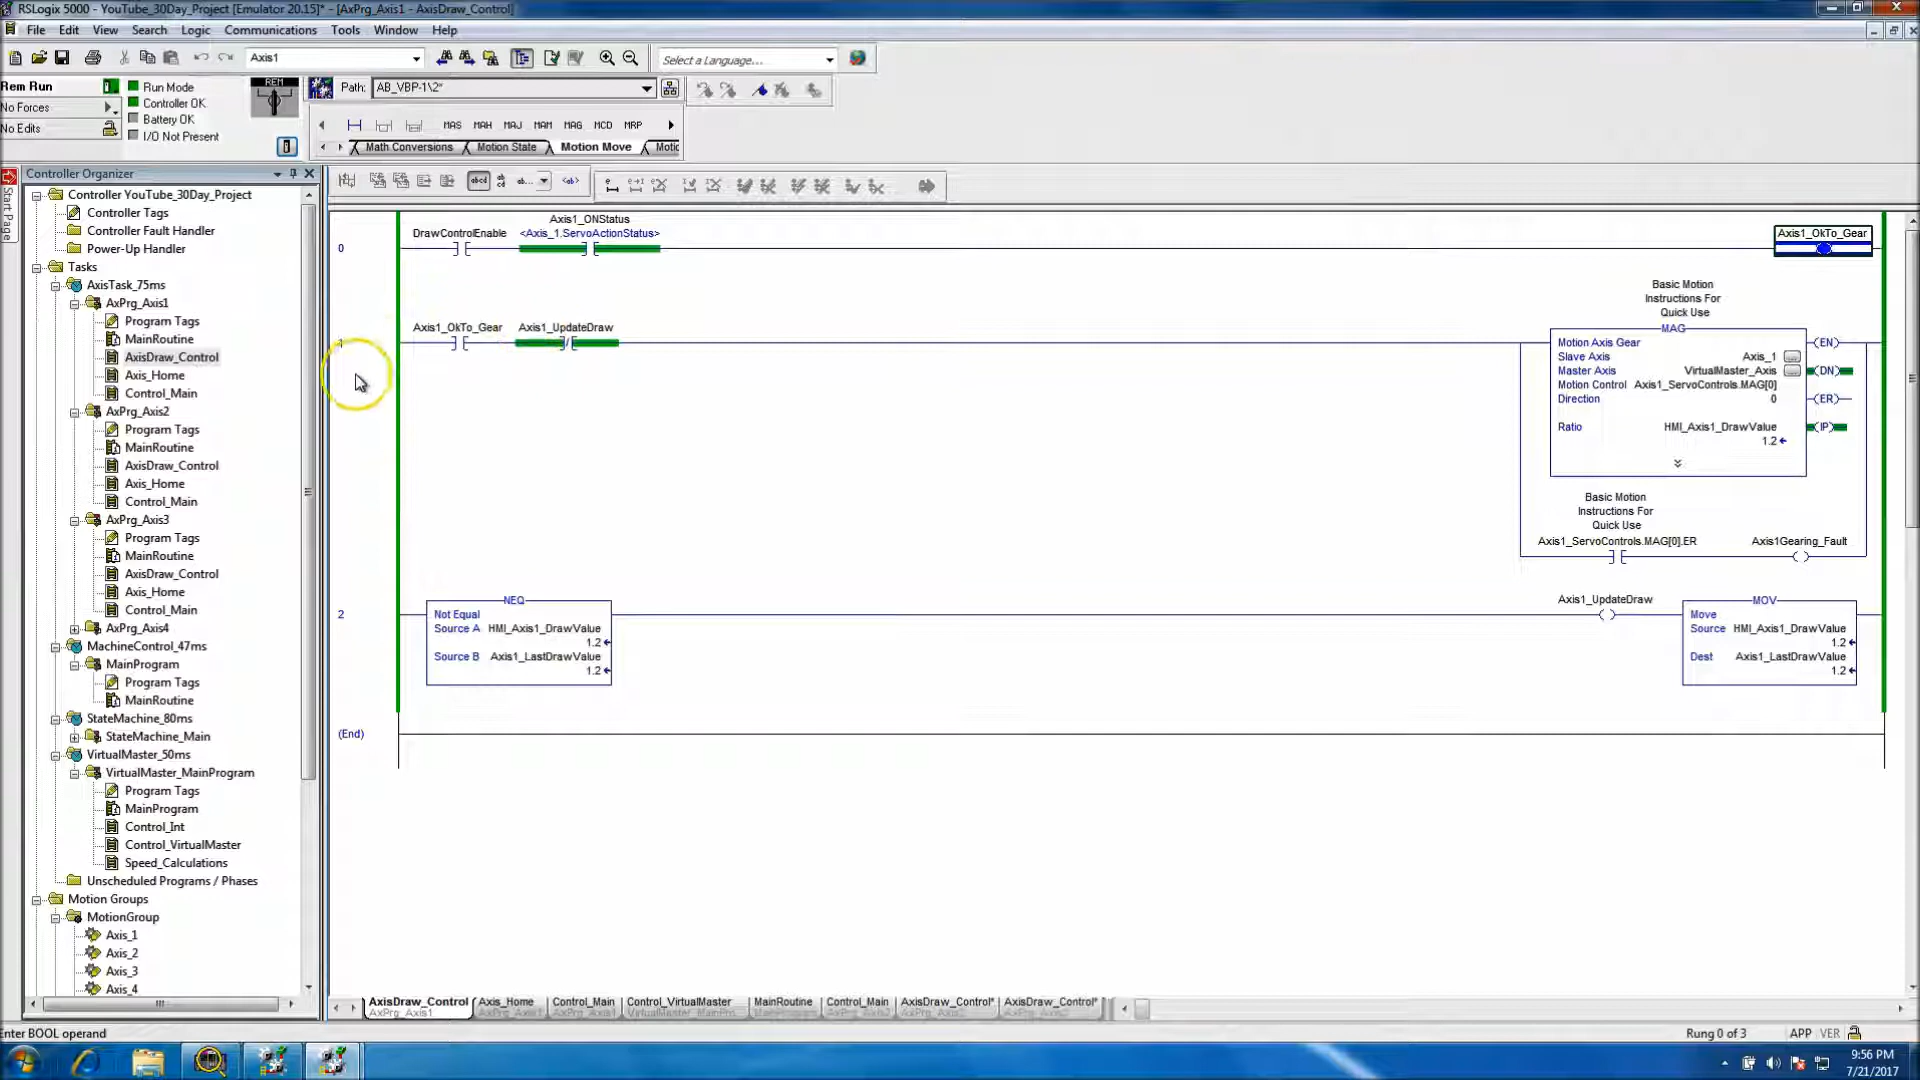 RSLogix 5000 - YouTube_30Day_Project [Emulator 20.15]* - [AxPrg_Axis1 - AxisDraw_Control]
File Edit View Search Logic Communications Tools Window Help
Axis1
Select a Language...
Rem Run
No Forces
No Edits
Run Mode
Controller OK
Battery OK
I/O Not Present
REM
Path: AB_VBP-1\2*
MAS MAH MAJ MAM MAG MCD MRP
Math Conversions Motion State Motion Move Motic
Start Page
Controller Organizer
Controller YouTube_30Day_Project
Controller Tags
Controller Fault Handler
Power-Up Handler
Tasks
AxisTask_75ms
AxPrg_Axis1
Program Tags
MainRoutine
AxisDraw_Control
Axis_Home
Control_Main
AxPrg_Axis2
Program Tags
MainRoutine
AxisDraw_Control
Axis_Home
Control_Main
AxPrg_Axis3
Program Tags
MainRoutine
AxisDraw_Control
Axis_Home
Control_Main
AxPrg_Axis4
MachineControl_47ms
MainProgram
Program Tags
MainRoutine
StateMachine_80ms
StateMachine_Main
VirtualMaster_50ms
VirtualMaster_MainProgram
Program Tags
MainProgram
Control_Int
Control_VirtualMaster
Speed_Calculations
Unscheduled Programs / Phases
Motion Groups
MotionGroup
Axis_1
Axis_2
Axis_3
Axis_4
0
DrawControlEnable
Axis1_ONStatus
<Axis_1.ServoActionStatus>
Axis1_OkTo_Gear
1
Axis1_OkTo_Gear Axis1_UpdateDraw
Basic Motion
Instructions For
Quick Use
MAG
Motion Axis Gear
Slave Axis Axis_1 ...
Master Axis VirtualMaster_Axis ...
Motion Control Axis1_ServoControls.MAG[0]
Direction 0
Ratio HMI_Axis1_DrawValue
1.2
EN
DN
ER
IP
Basic Motion
Instructions For
Quick Use
Axis1_ServoControls.MAG[0].ER Axis1Gearing_Fault
2
NEQ
Not Equal
Source A HMI_Axis1_DrawValue
1.2
Source B Axis1_LastDrawValue
1.2
Axis1_UpdateDraw
MOV
Move
Source HMI_Axis1_DrawValue
1.2
Dest Axis1_LastDrawValue
1.2
(End)
AxisDraw_Control Axis_Home Control_Main Control_VirtualMaster MainRoutine Control_Main AxisDraw_Control* AxisDraw_Control*
AxPrg_Axis1
Enter BOOL operand
Rung 0 of 3 APP VER
9:56 PM
7/21/2017